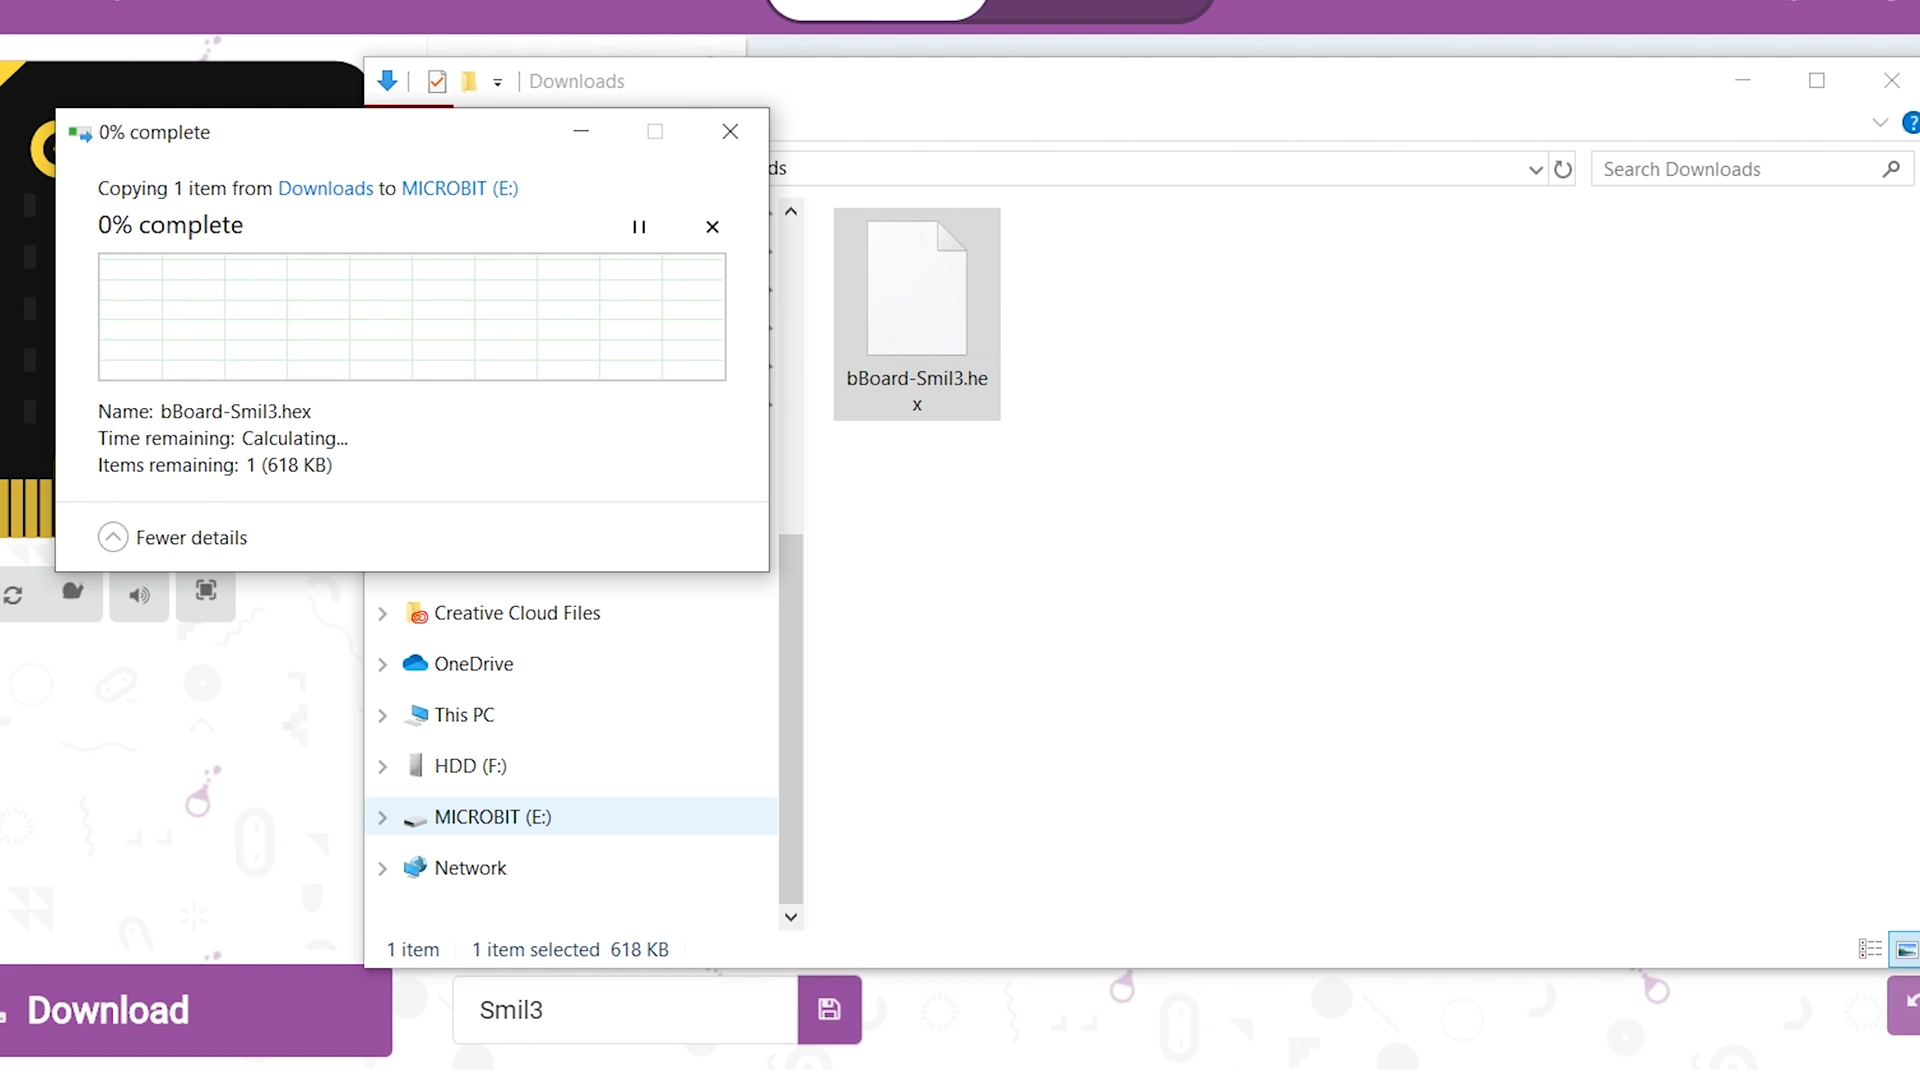 Downloads
0% complete
Copying 1 item from Downloads to MICROBIT (E:)
0% complete
Name: bBoard-Smil3.hex
Time remaining: Calculating...
Items remaining: 1 (618 KB)
Fewer details
ds
Search Downloads
bBoard-Smil3.he
x
Creative Cloud Files
OneDrive
This PC
HDD (F:)
MICROBIT (E:)
Network
1 item 1 item selected 618 KB
Download
Smil3